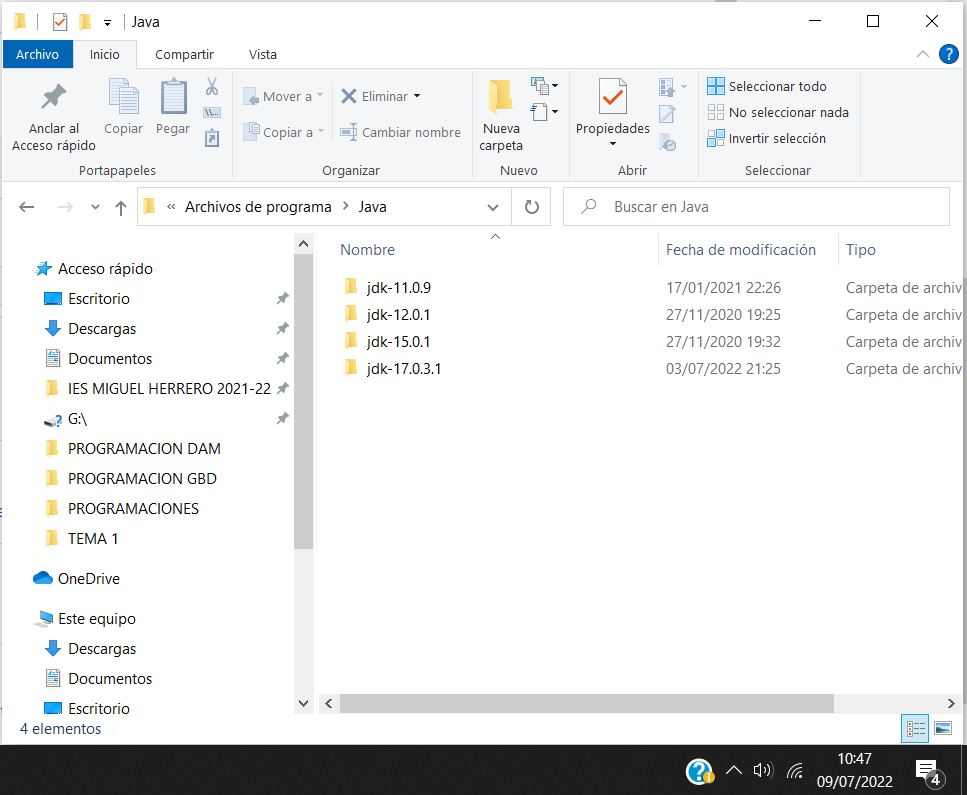 Java
Archivo Inicio Compartir Vista
Anclar al Acceso rápido
Copiar
Pegar
Portapapeles
Mover a
Copiar a
Eliminar
Cambiar nombre
Organizar
Nueva carpeta
Nuevo
Propiedades
Abrir
Seleccionar todo
No seleccionar nada
Invertir selección
Seleccionar
« Archivos de programa > Java
Buscar en Java
Acceso rápido
Escritorio
Descargas
Documentos
IES MIGUEL HERRERO 2021-22
G:\
PROGRAMACION DAM
PROGRAMACION GBD
PROGRAMACIONES
TEMA 1
OneDrive
Este equipo
Descargas
Documentos
Escritorio
Nombre Fecha de modificación Tipo
jdk-11.0.9 17/01/2021 22:26 Carpeta de archiv
jdk-12.0.1 27/11/2020 19:25 Carpeta de archiv
jdk-15.0.1 27/11/2020 19:32 Carpeta de archiv
jdk-17.0.3.1 03/07/2022 21:25 Carpeta de archiv
4 elementos
10:47
09/07/2022
4